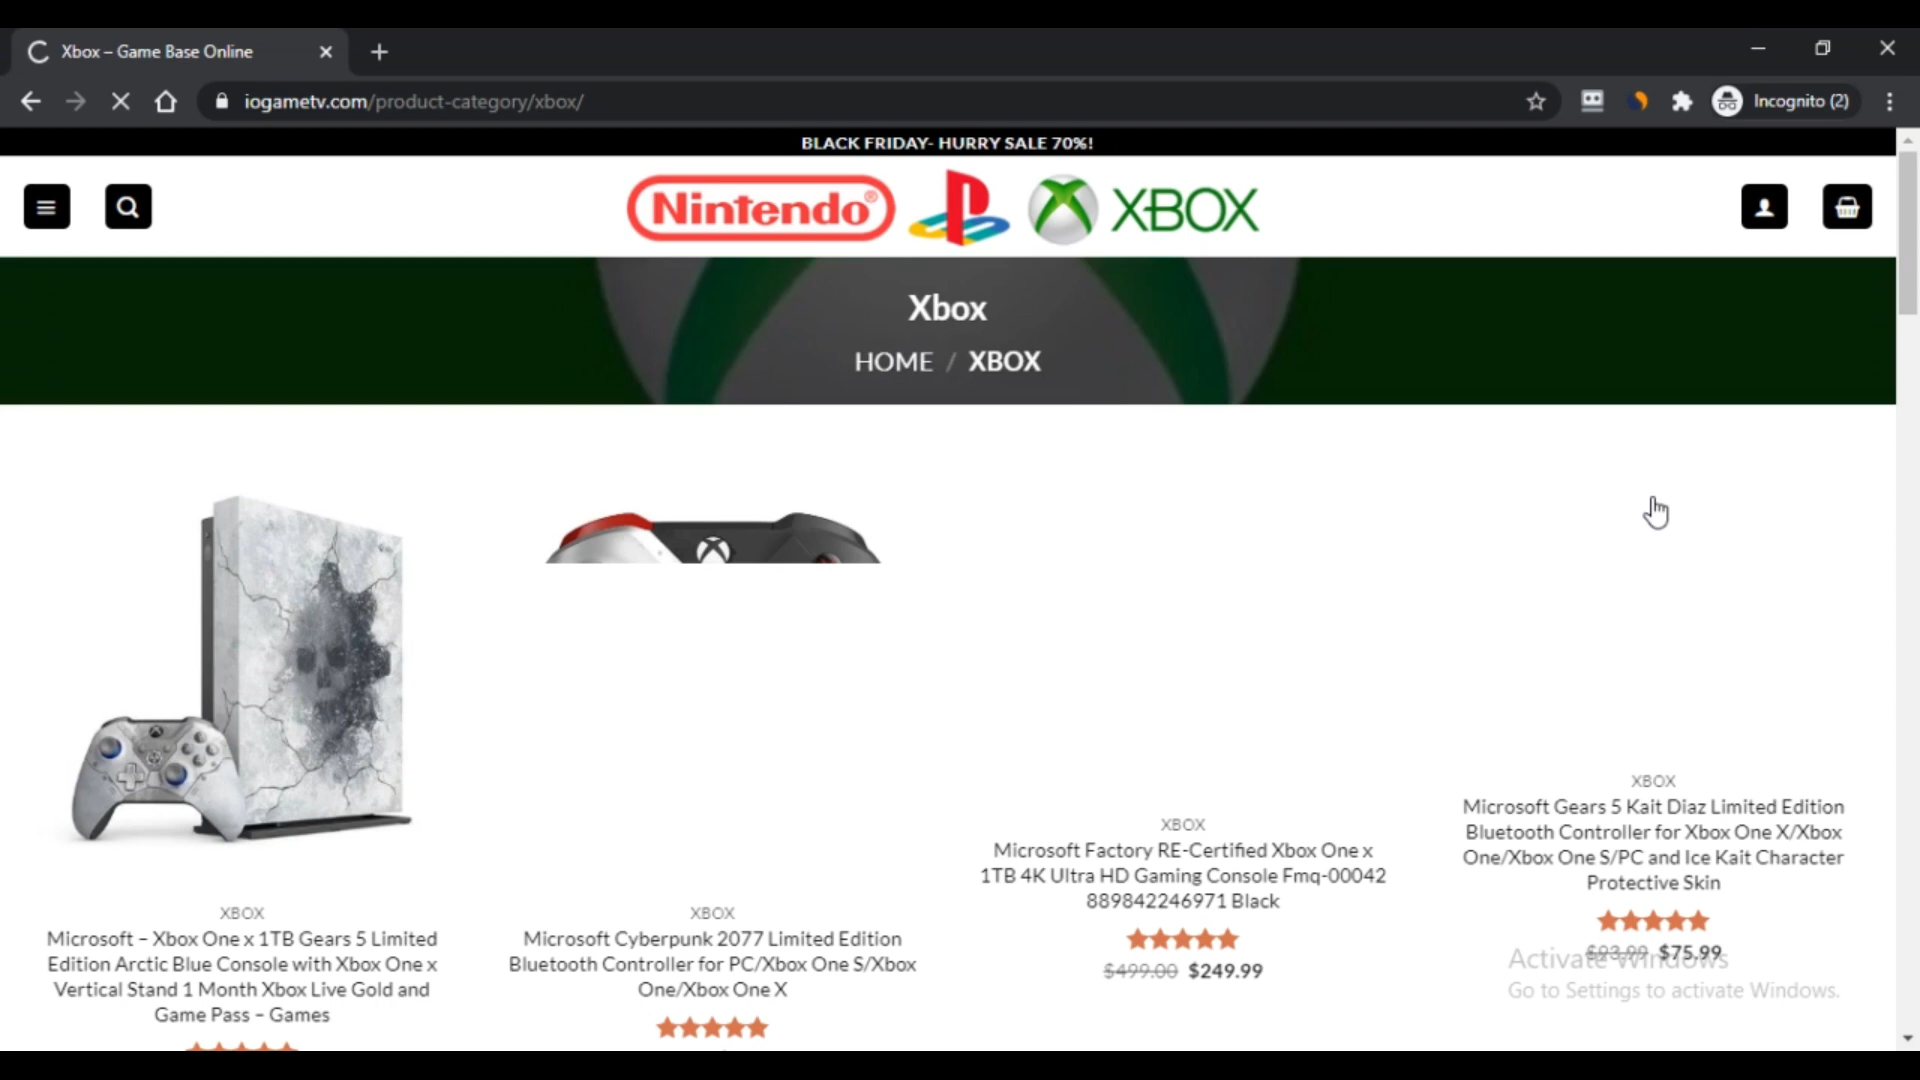 Xbox – Game Base Online
iogametv.com/product-category/xbox/
Incognito (2)
BLACK FRIDAY- HURRY SALE 70%!
Nintendo®
XBOX
Xbox
HOME / XBOX
XBOX
Microsoft – Xbox One x 1TB Gears 5 Limited
Edition Arctic Blue Console with Xbox One x
Vertical Stand 1 Month Xbox Live Gold and
Game Pass – Games
XBOX
Microsoft Cyberpunk 2077 Limited Edition
Bluetooth Controller for PC/Xbox One S/Xbox
One/Xbox One X
XBOX
Microsoft Factory RE-Certified Xbox One x
1TB 4K Ultra HD Gaming Console Fmq-00042
889842246971 Black
$499.00 $249.99
XBOX
Microsoft Gears 5 Kait Diaz Limited Edition
Bluetooth Controller for Xbox One X/Xbox
One/Xbox One S/PC and Ice Kait Character
Protective Skin
$93.99 $75.99
Activate Windows
Go to Settings to activate Windows.